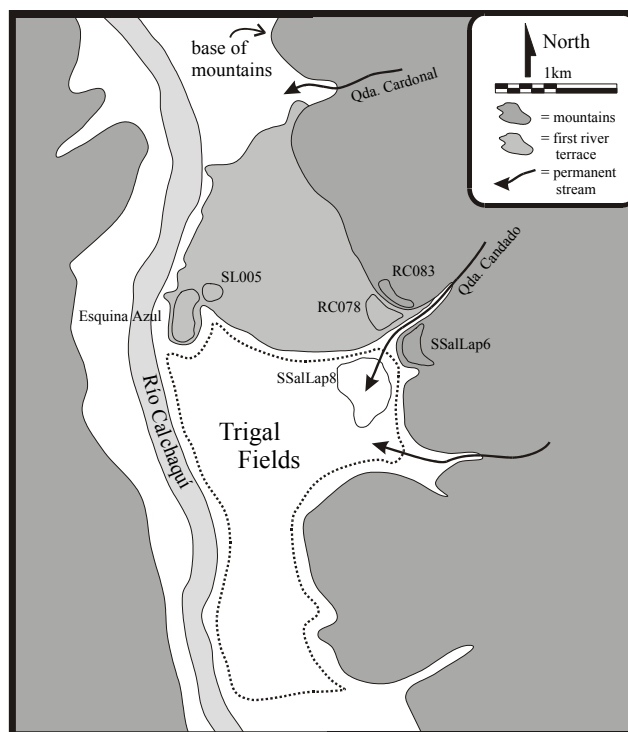 North
1km
= mountains
= first river
terrace
= permanent
stream
base of
mountains
Qda. Cardonal
RC083
SL005
RC078
Qda. Candado
Esquina Azul
SSalLap6
SSalLap8
Río Calchaquí
Trigal
Fields